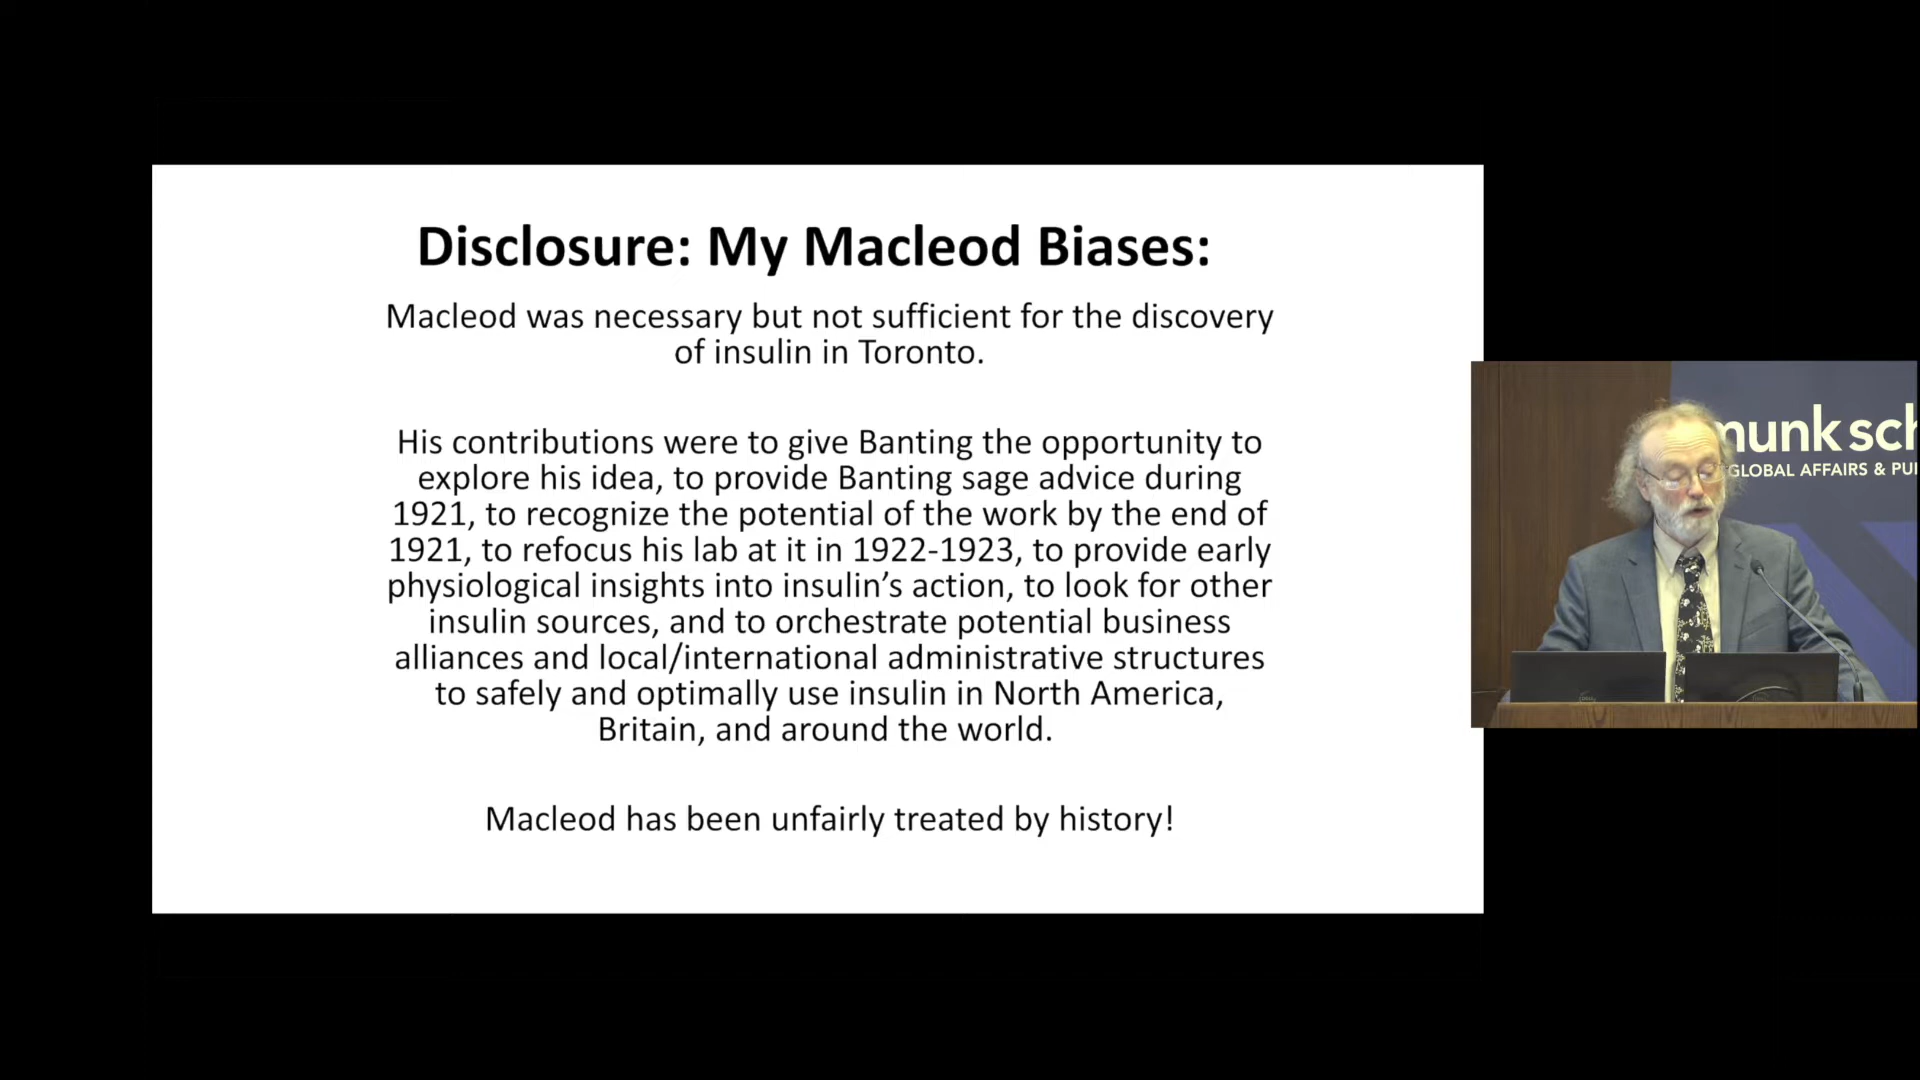 Disclosure: My Macleod Biases:
Macleod was necessary but not sufficient for the discovery
of insulin in Toronto.
His contributions were to give Banting the opportunity to
explore his idea, to provide Banting sage advice during
1921, to recognize the potential of the work by the end of
1921, to refocus his lab at it in 1922-1923, to provide early
physiological insights into insulin’s action, to look for other
insulin sources, and to orchestrate potential business
alliances and local/international administrative structures
to safely and optimally use insulin in North America,
Britain, and around the world.
Macleod has been unfairly treated by history!
munk sch
GLOBAL AFFAIRS & PU